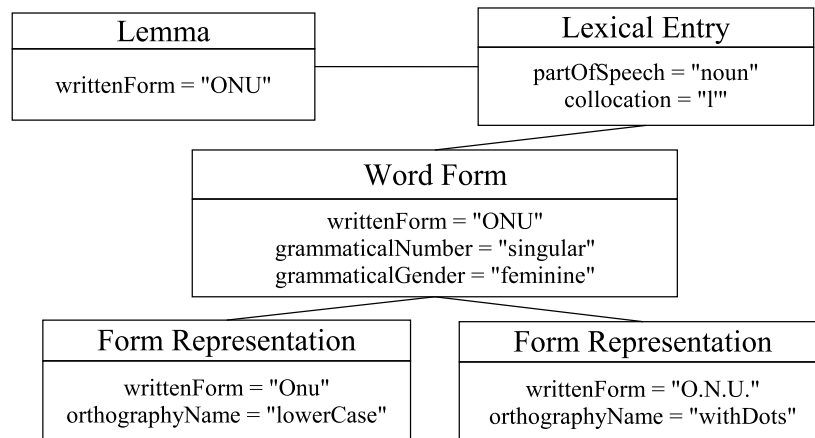 Lemma
writtenForm = "ONU"
Lexical Entry
partOfSpeech = "noun"
collocation = "l'"
Word Form
writtenForm = "ONU"
grammaticalNumber = "singular"
grammaticalGender = "feminine"
Form Representation
writtenForm = "Onu"
orthographyName = "lowerCase"
Form Representation
writtenForm = "O.N.U."
orthographyName = "withDots"